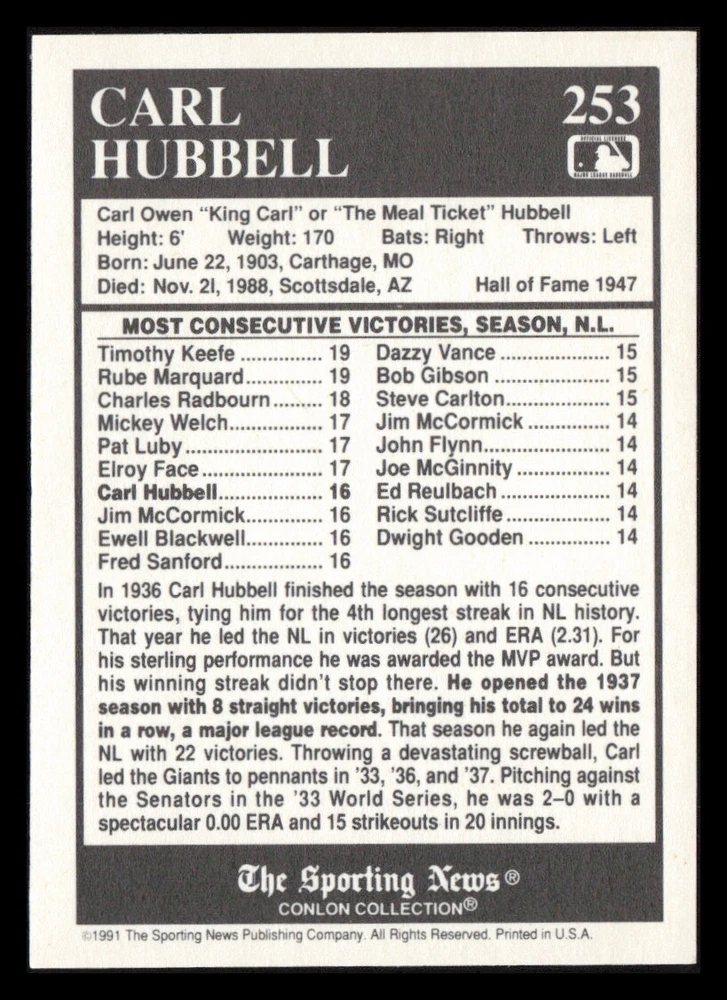 CARL 253
HUBBELL
OFFICIAL LICENSEE
MAJOR LEAGUE BASEBALL
Carl Owen “King Carl” or “The Meal Ticket” Hubbell
Height: 6' Weight: 170 Bats: Right Throws: Left
Born: June 22, 1903, Carthage, MO
Died: Nov. 21, 1988, Scottsdale, AZ Hall of Fame 1947
MOST CONSECUTIVE VICTORIES, SEASON, N.L.
Timothy Keefe .............. 19 Dazzy Vance ................... 15
Rube Marquard............. 19 Bob Gibson .................... 15
Charles Radbourn......... 18 Steve Carlton.................. 15
Mickey Welch................ 17 Jim McCormick .............. 14
Pat Luby........................ 17 John Flynn...................... 14
Elroy Face ..................... 17 Joe McGinnity ................ 14
Carl Hubbell.................. 16 Ed Reulbach ................... 14
Jim McCormick............. 16 Rick Sutcliffe .................. 14
Ewell Blackwell............. 16 Dwight Gooden .............. 14
Fred Sanford................. 16
In 1936 Carl Hubbell finished the season with 16 consecutive
victories, tying him for the 4th longest streak in NL history.
That year he led the NL in victories (26) and ERA (2.31). For
his sterling performance he was awarded the MVP award. But
his winning streak didn't stop there. He opened the 1937
season with 8 straight victories, bringing his total to 24 wins
in a row, a major league record. That season he again led the
NL with 22 victories. Throwing a devastating screwball, Carl
led the Giants to pennants in '33, '36, and '37. Pitching against
the Senators in the '33 World Series, he was 2–0 with a
spectacular 0.00 ERA and 15 strikeouts in 20 innings.
The Sporting News®
CONLON COLLECTION®
©1991 The Sporting News Publishing Company. All Rights Reserved. Printed in U.S.A.